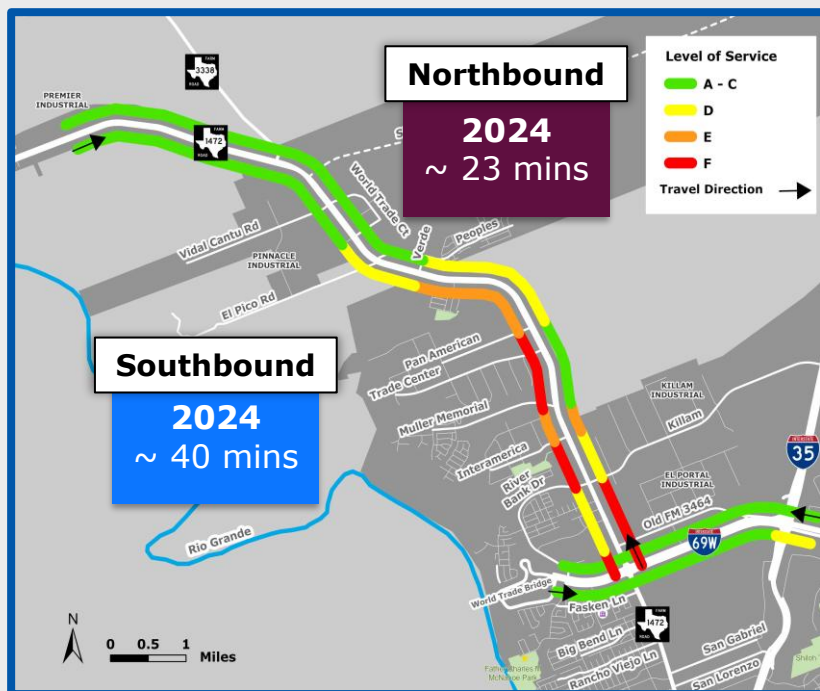 Northbound
2024
~ 23 mins
Level of Service
A - C
D
E
F
Travel Direction
FARM
3338
ROAD
PREMIER
INDUSTRIAL
FARM
1472
ROAD
World Trade Ct
Verde
Peoples
Vidal Cantu Rd
PINNACLE
INDUSTRIAL
El Pico Rd
Southbound
2024
~ 40 mins
Pan American
Trade Center
Muller Memorial
Interamerica
River
Bank Dr
KILLAM
INDUSTRIAL
Killam
EL PORTAL
INDUSTRIAL
INTERSTATE
35
Old FM 3464
INTERSTATE
69W
Rio Grande
World Trade Bridge
Fasken Ln
FARM
1472
ROAD
Big Bend Ln
Rancho Viejo Ln
San Gabriel
San Lorenzo
McNaboe Park
N
0 0.5 1
Miles